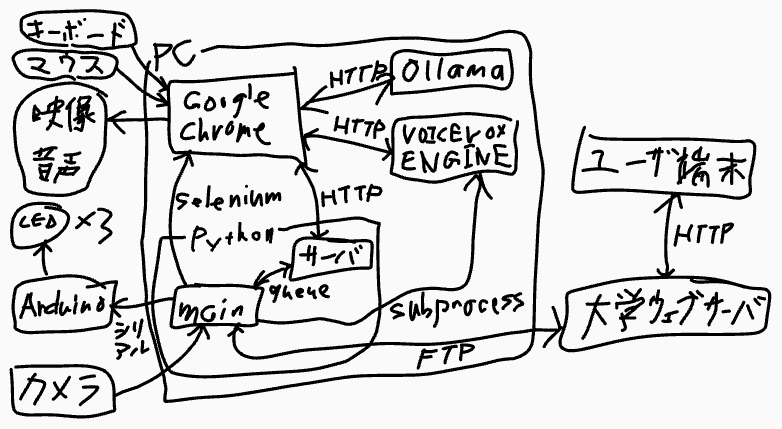 キーボード
マウス
映像
音声
LED ×3
Arduino
シリ
アル
カメラ
PC
Google
Chrome
HTTP
Ollama
HTTP
VOICEVOX
ENGINE
selenium
HTTP
Python
サーバ
queue
main
subprocess
FTP
ユーザ端末
HTTP
大学ウェブサーバ